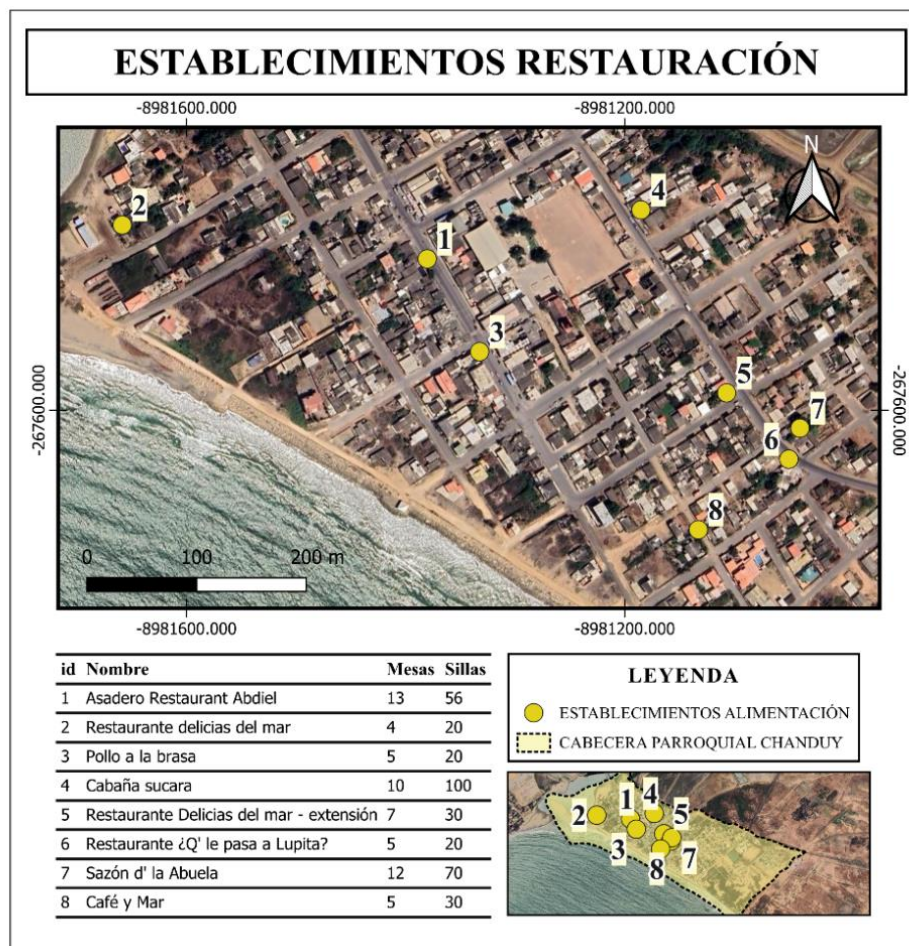 ESTABLECIMIENTOS RESTAURACIÓN
-8981600.000 -8981200.000
N
2
4
1
3
5
7
6
8
-267600.000 -267600.000
0 100 200 m
-8981600.000 -8981200.000
id Nombre Mesas Sillas
1 Asadero Restaurant Abdiel 13 56
2 Restaurante delicias del mar 4 20
3 Pollo a la brasa 5 20
4 Cabaña sucara 10 100
5 Restaurante Delicias del mar - extensión 7 30
6 Restaurante ¿Q' le pasa a Lupita? 5 20
7 Sazón d' la Abuela 12 70
8 Café y Mar 5 30
LEYENDA
ESTABLECIMIENTOS ALIMENTACIÓN
CABECERA PARROQUIAL CHANDUY
1 4
2 5
3 7
8